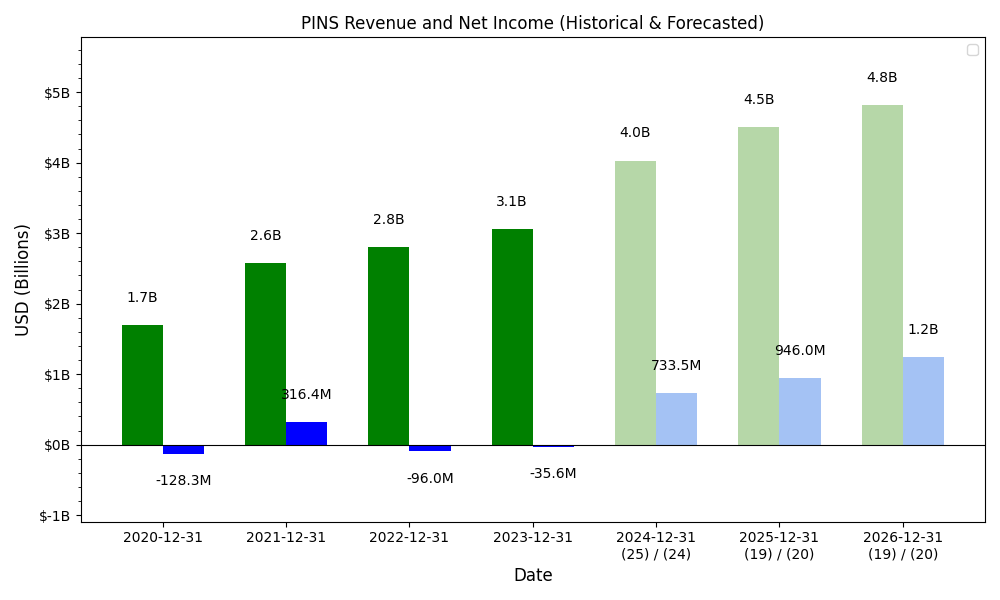 PINS Revenue and Net Income (Historical & Forecasted)
USD (Billions)
$5B
$4B
$3B
$2B
$1B
$0B
$-1B
1.7B
-128.3M
2.6B
316.4M
2.8B
-96.0M
3.1B
-35.6M
4.0B
733.5M
4.5B
946.0M
4.8B
1.2B
2020-12-31
2021-12-31
2022-12-31
2023-12-31
2024-12-31
(25) / (24)
2025-12-31
(19) / (20)
2026-12-31
(19) / (20)
Date